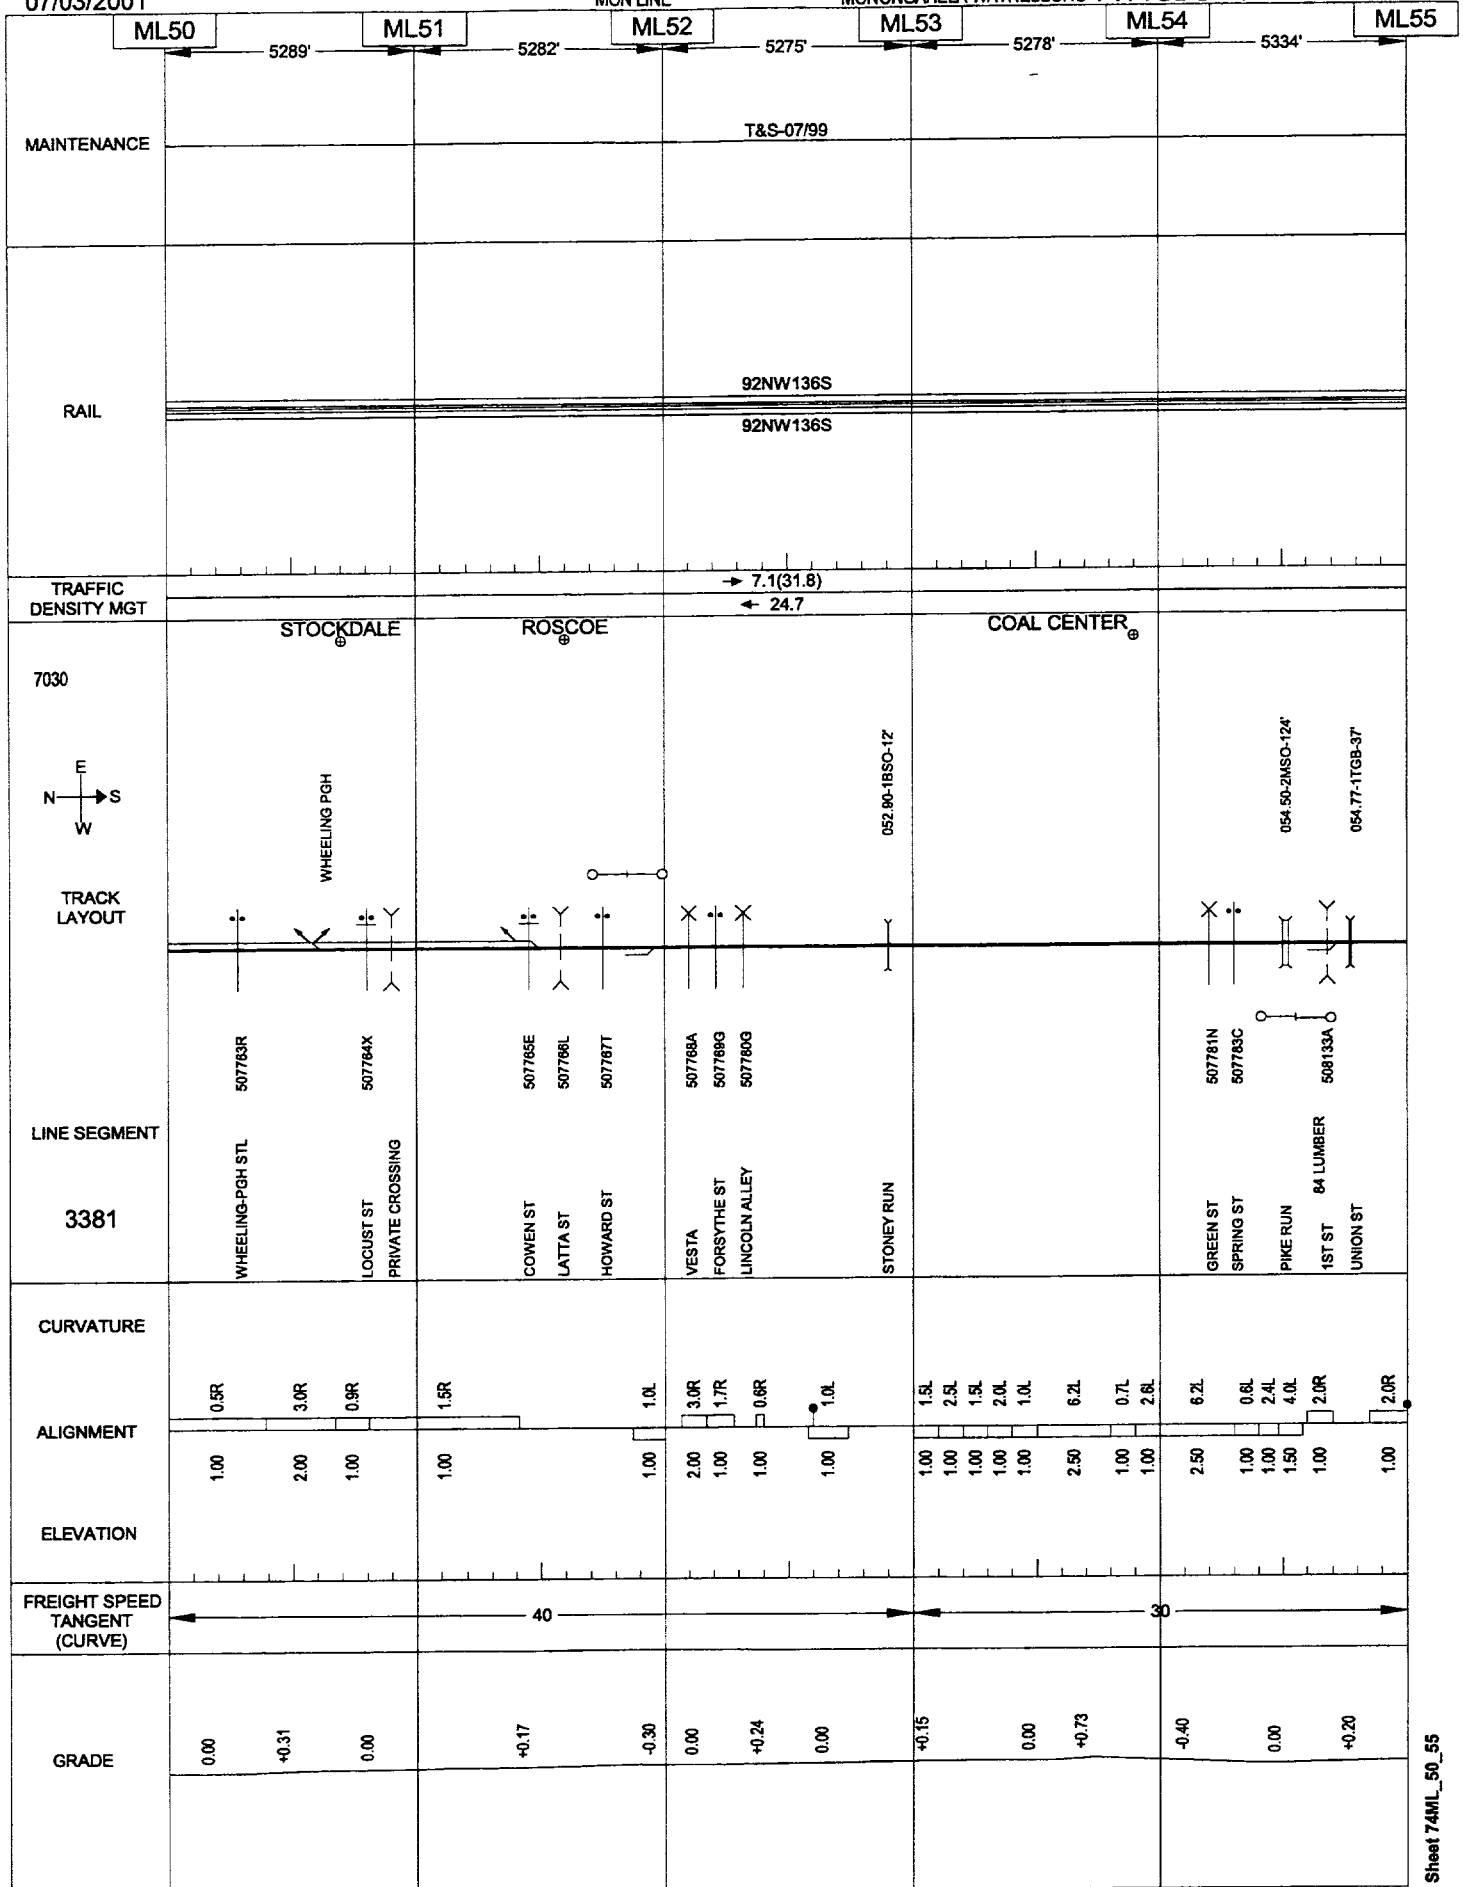 07/03/2001
MON LINE
ML50
ML51
ML52
ML53
ML54
ML55
5289'
5282'
5275'
5278'
5334'
MAINTENANCE
T&S-07/99
RAIL
92NW136S
92NW136S
TRAFFIC
DENSITY MGT
→ 7.1(31.8)
← 24.7
STOCKDALE
ROSCOE
COAL CENTER
7030
E
N
S
W
WHEELING PGH
052.90-1BSO-12'
054.50-2MSO-124'
054.77-1TGB-37'
TRACK
LAYOUT
507763R
507764X
507765E
507766L
507767T
507768A
507769G
507780G
507781N
507783C
508133A
LINE SEGMENT
3381
WHEELING-PGH STL
LOCUST ST
PRIVATE CROSSING
COWEN ST
LATTA ST
HOWARD ST
VESTA
FORSYTHE ST
LINCOLN ALLEY
STONEY RUN
GREEN ST
SPRING ST
PIKE RUN
1ST ST
84 LUMBER
UNION ST
CURVATURE
0.5R
3.0R
0.9R
1.5R
1.0L
3.0R
1.7R
0.6R
1.0L
1.5L
2.5L
1.5L
2.0L
1.0L
6.2L
0.7L
2.6L
6.2L
0.6L
2.4L
4.0L
2.0R
2.0R
ALIGNMENT
1.00
2.00
1.00
1.00
1.00
2.00
1.00
1.00
1.00
1.00
1.00
1.00
1.00
1.00
2.50
1.00
1.00
2.50
1.00
1.00
1.50
1.00
1.00
ELEVATION
FREIGHT SPEED
TANGENT
(CURVE)
40
30
GRADE
0.00
+0.31
0.00
+0.17
-0.30
0.00
+0.24
0.00
+0.15
0.00
+0.73
-0.40
0.00
+0.20
Sheet 74ML_50_55